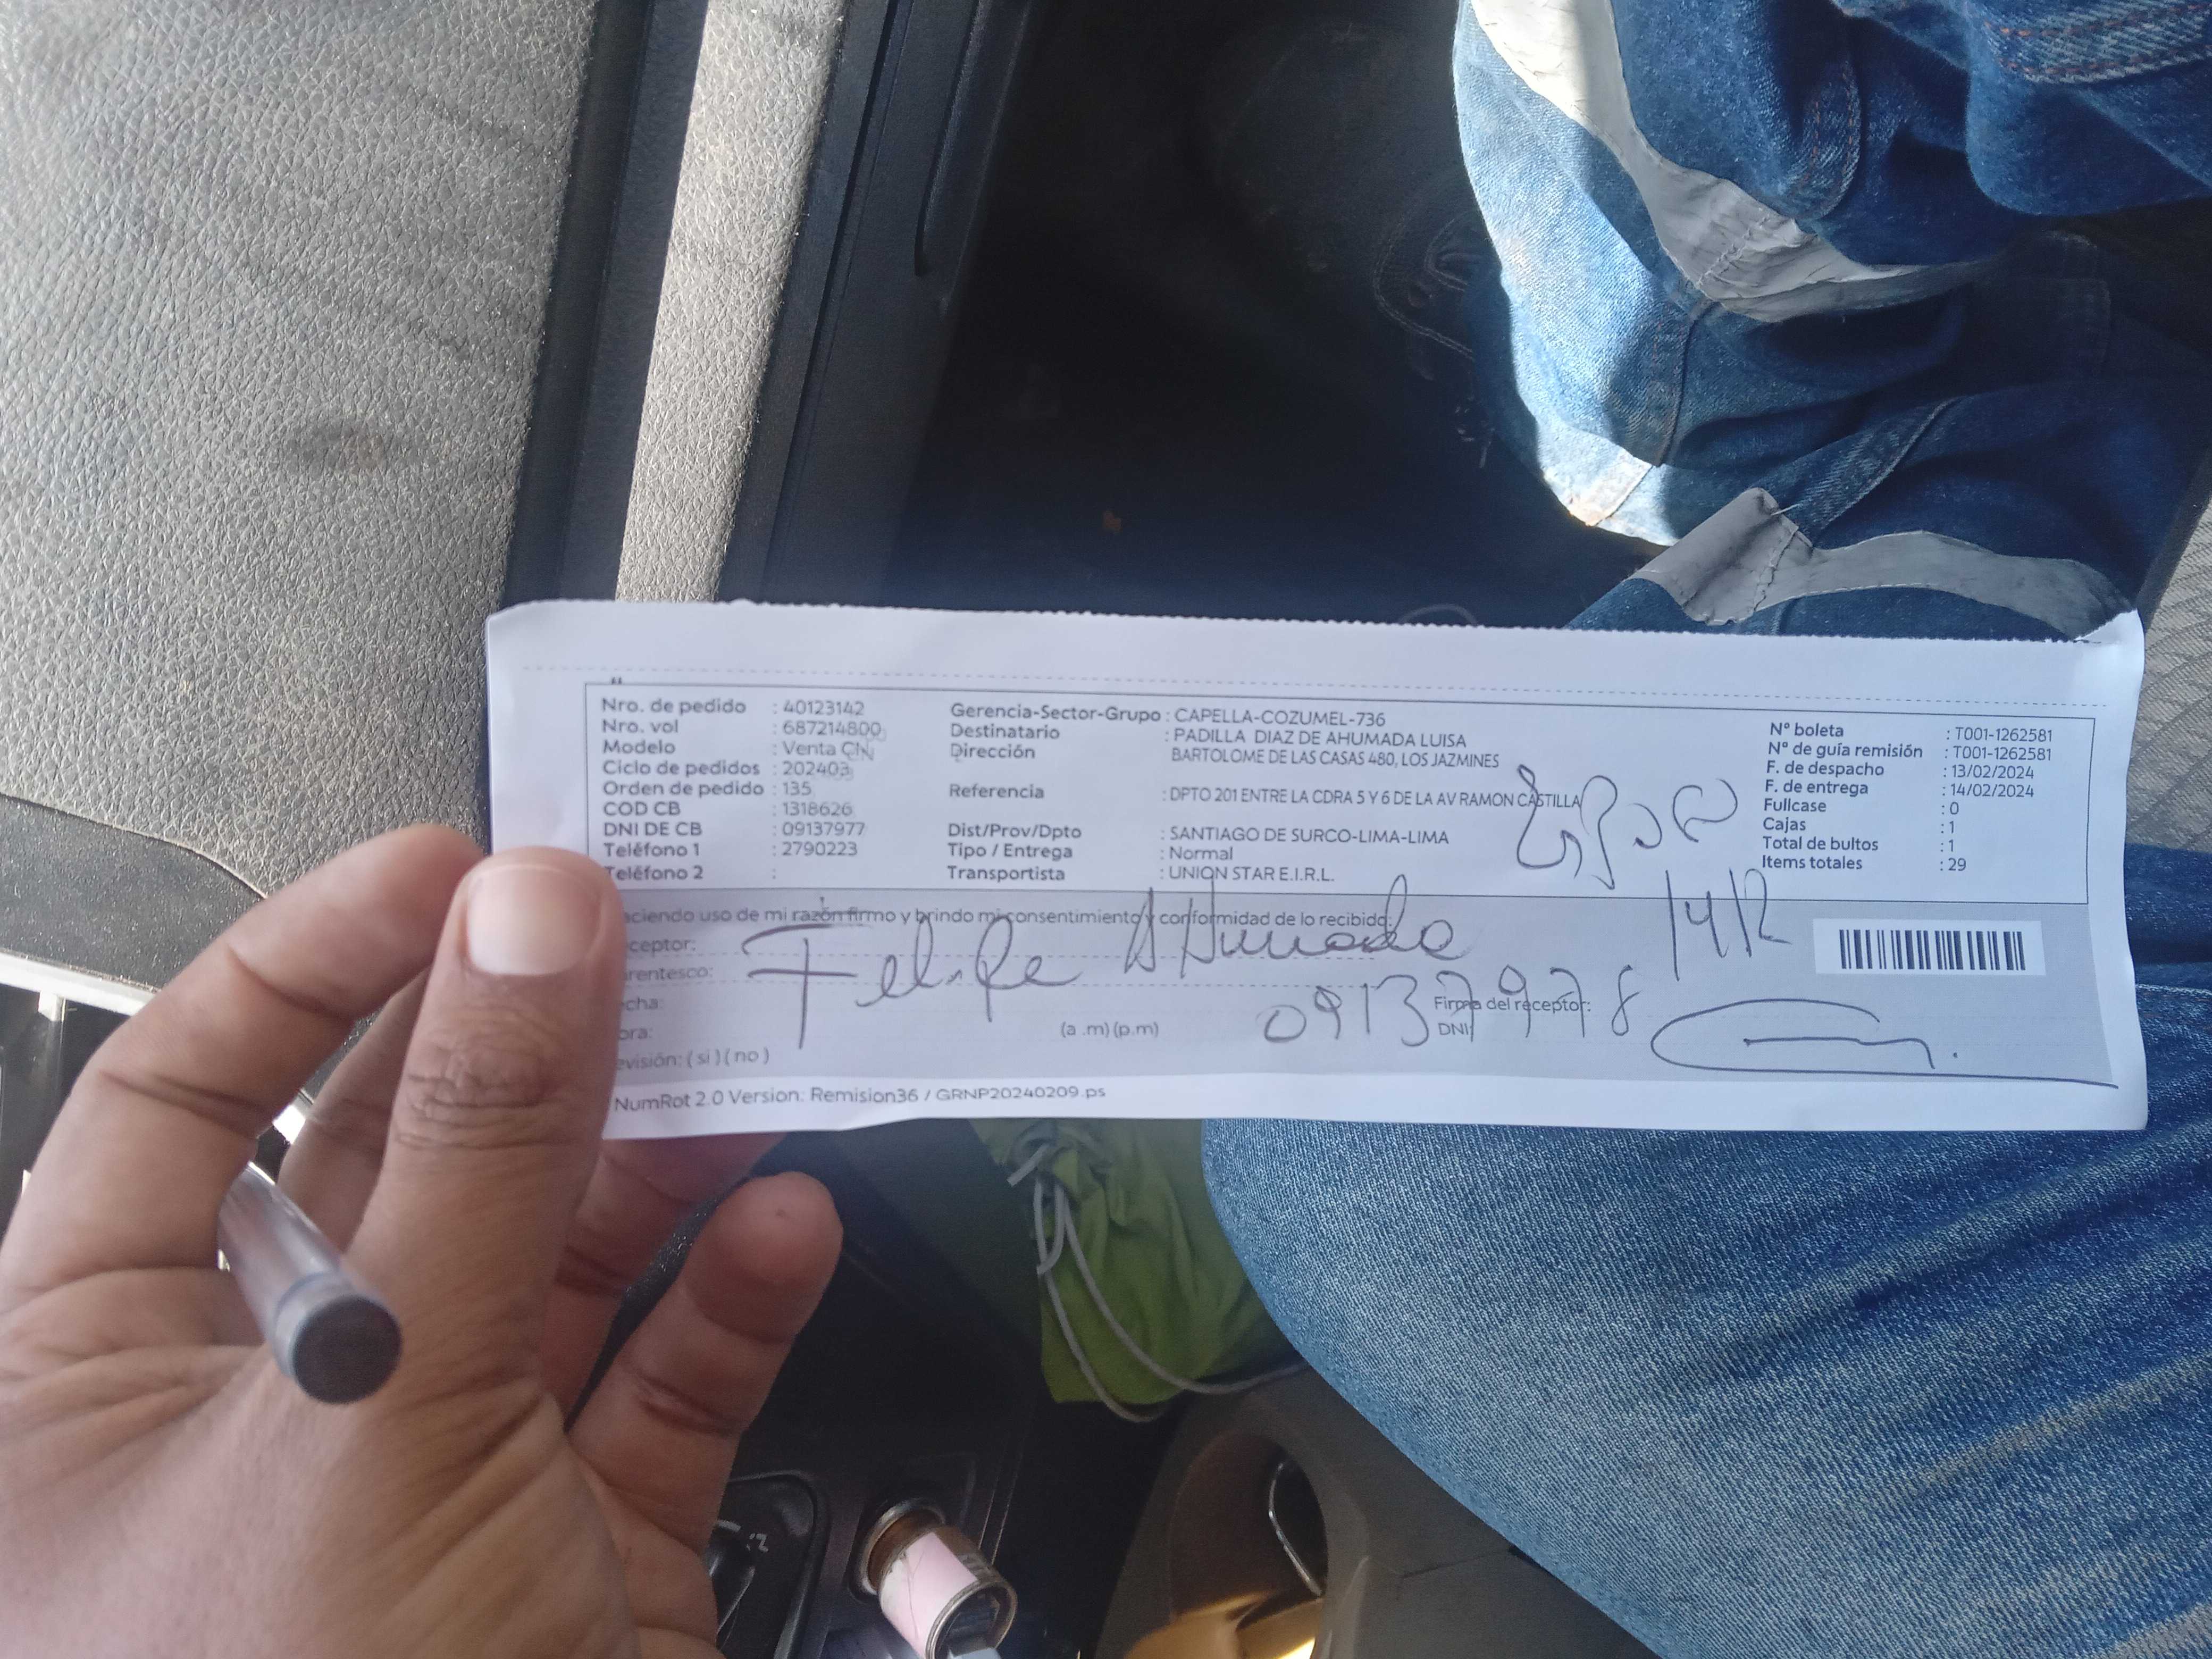 Nro. de pedido : 40123142
Nro. vol : 687214800
Modelo : Venta CN
Ciclo de pedidos : 202403
Orden de pedido : 135
COD CB : 1318626
DNI DE CB : 09137977
Teléfono 1 : 2790223
Teléfono 2 :
Gerencia-Sector-Grupo : CAPELLA-COZUMEL-736
Destinatario : PADILLA DIAZ DE AHUMADA LUISA
Dirección BARTOLOME DE LAS CASAS 480, LOS JAZMINES
Referencia : DPTO 201 ENTRE LA CDRA 5 Y 6 DE LA AV RAMON CASTILLA
Dist/Prov/Dpto : SANTIAGO DE SURCO-LIMA-LIMA
Tipo / Entrega : Normal
Transportista : UNION STAR E.I.R.L.
Nº boleta : T001-1262581
Nº de guía remisión : T001-1262581
F. de despacho : 13/02/2024
F. de entrega : 14/02/2024
Fullcase : 0
Cajas : 1
Total de bultos : 1
Items totales : 29
Esposo
14/2
aciendo uso de mi razón firmo y brindo mi consentimiento y conformidad de lo recibido:
ceptor: Felipe Ahumada
rentesco:
cha:
ora: (a .m) (p.m)
09137978
Firma del receptor:
DNI
evisión: ( si ) ( no )
NumRot 2.0 Version: Remision36 / GRNP20240209.ps